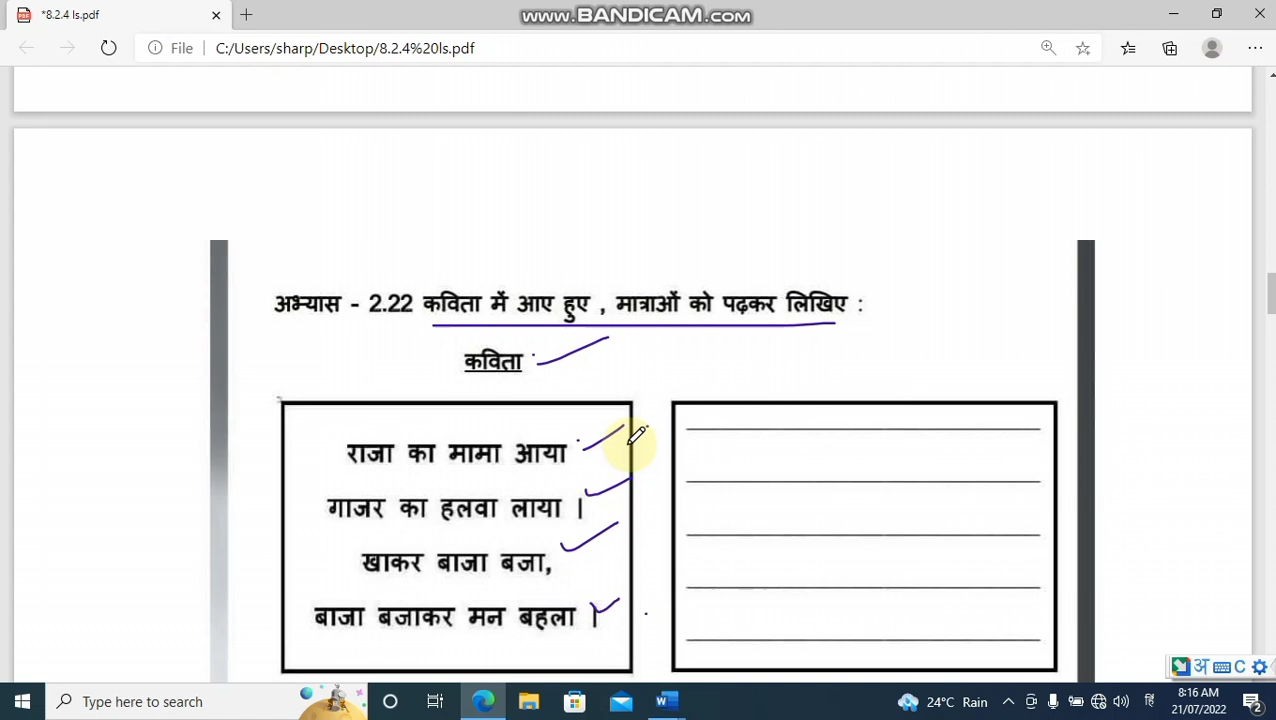 *8.2.4 ls.pdf
www.BANDICAM.com
File C:/Users/sharp/Desktop/8.2.4%20ls.pdf
अभ्यास - 2.22 कविता में आए हुए , मात्राओं को पढ़कर लिखिए :
कविता
राजा का मामा आया
गाजर का हलवा लाया |
खाकर बाजा बजा,
बाजा बजाकर मन बहला |
अ C
Type here to search
24°C Rain
हि
8:16 AM
21/07/2022
2